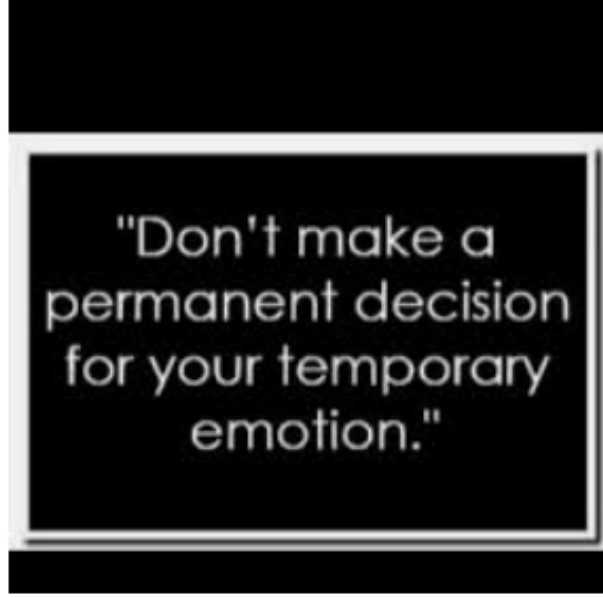 "Don't make a
permanent decision
for your temporary
emotion."